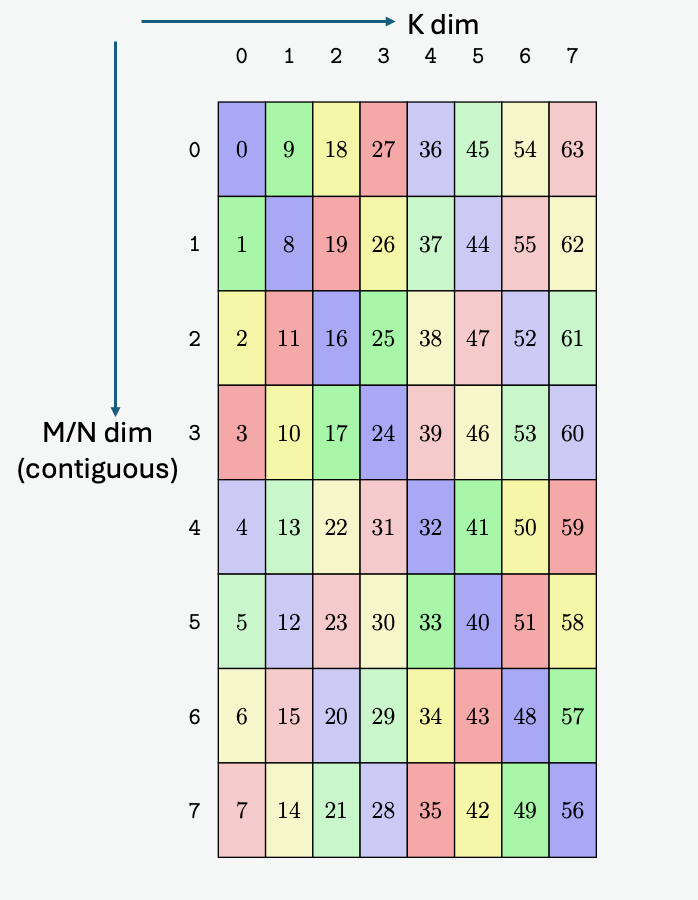 K dim
0 1 2 3 4 5 6 7
0 0 9 18 27 36 45 54 63
1 1 8 19 26 37 44 55 62
2 2 11 16 25 38 47 52 61
M/N dim
(contiguous)
3 3 10 17 24 39 46 53 60
4 4 13 22 31 32 41 50 59
5 5 12 23 30 33 40 51 58
6 6 15 20 29 34 43 48 57
7 7 14 21 28 35 42 49 56